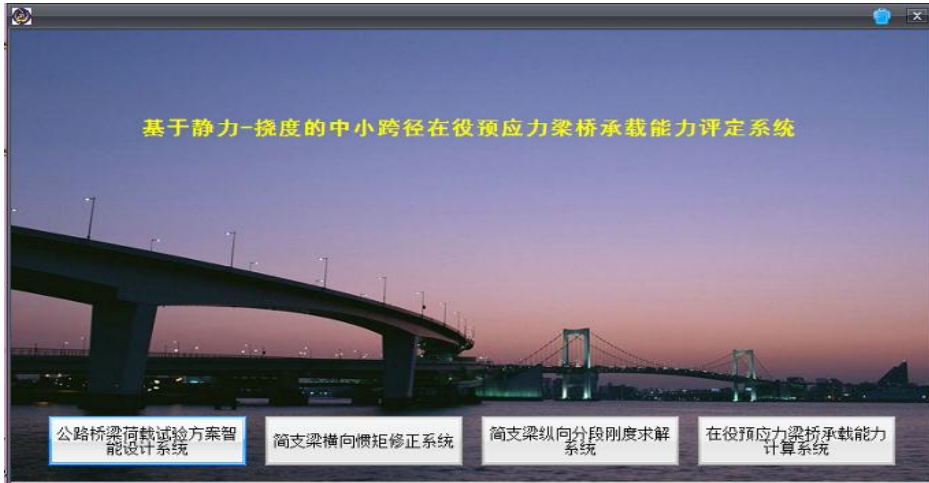 基于静力-挠度的中小跨径在役预应力梁桥承载能力评定系统
公路桥梁荷载试验方案智
能设计系统
简支梁横向惯矩修正系统
简支梁纵向分段刚度求解
系统
在役预应力梁桥承载能力
计算系统